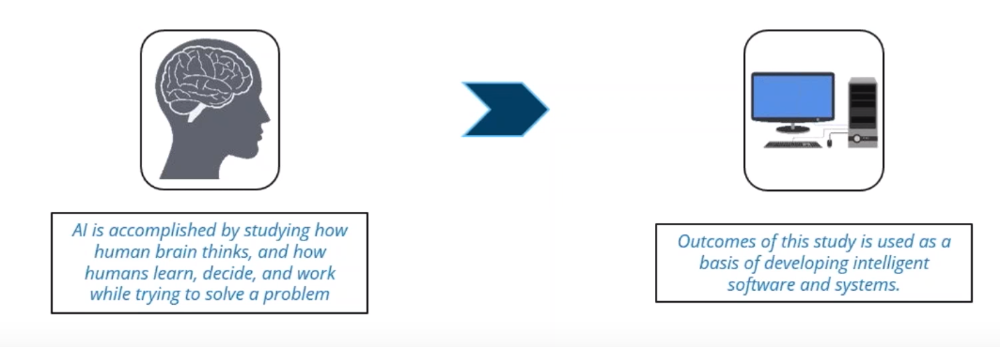 AI is accomplished by studying how
human brain thinks, and how
humans learn, decide, and work
while trying to solve a problem
Outcomes of this study is used as a
basis of developing intelligent
software and systems.